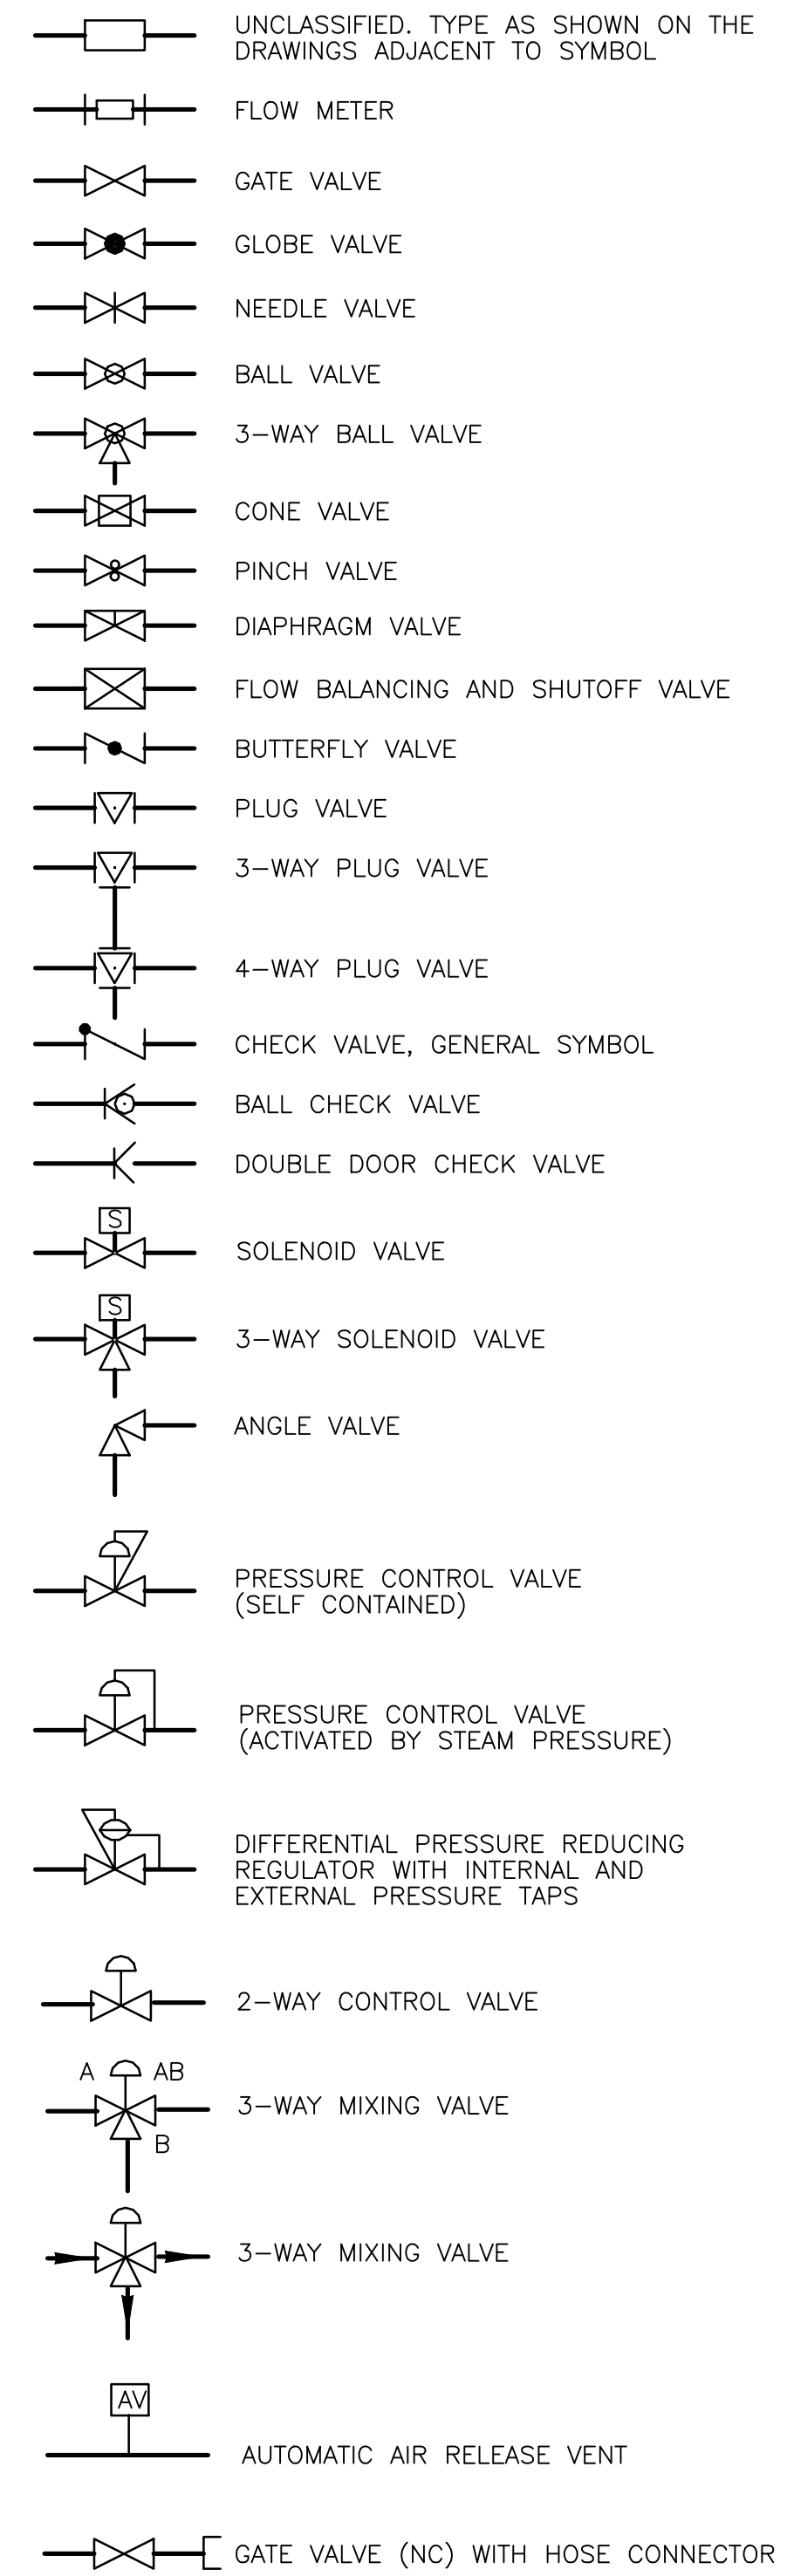 UNCLASSIFIED. TYPE AS SHOWN ON THE
DRAWINGS ADJACENT TO SYMBOL
FLOW METER
GATE VALVE
GLOBE VALVE
NEEDLE VALVE
BALL VALVE
3-WAY BALL VALVE
CONE VALVE
PINCH VALVE
DIAPHRAGM VALVE
FLOW BALANCING AND SHUTOFF VALVE
BUTTERFLY VALVE
PLUG VALVE
3-WAY PLUG VALVE
4-WAY PLUG VALVE
CHECK VALVE, GENERAL SYMBOL
BALL CHECK VALVE
DOUBLE DOOR CHECK VALVE
S
SOLENOID VALVE
S
3-WAY SOLENOID VALVE
ANGLE VALVE
PRESSURE CONTROL VALVE
(SELF CONTAINED)
PRESSURE CONTROL VALVE
(ACTIVATED BY STEAM PRESSURE)
DIFFERENTIAL PRESSURE REDUCING
REGULATOR WITH INTERNAL AND
EXTERNAL PRESSURE TAPS
2-WAY CONTROL VALVE
A AB
3-WAY MIXING VALVE
B
3-WAY MIXING VALVE
AV
AUTOMATIC AIR RELEASE VENT
GATE VALVE (NC) WITH HOSE CONNECTOR